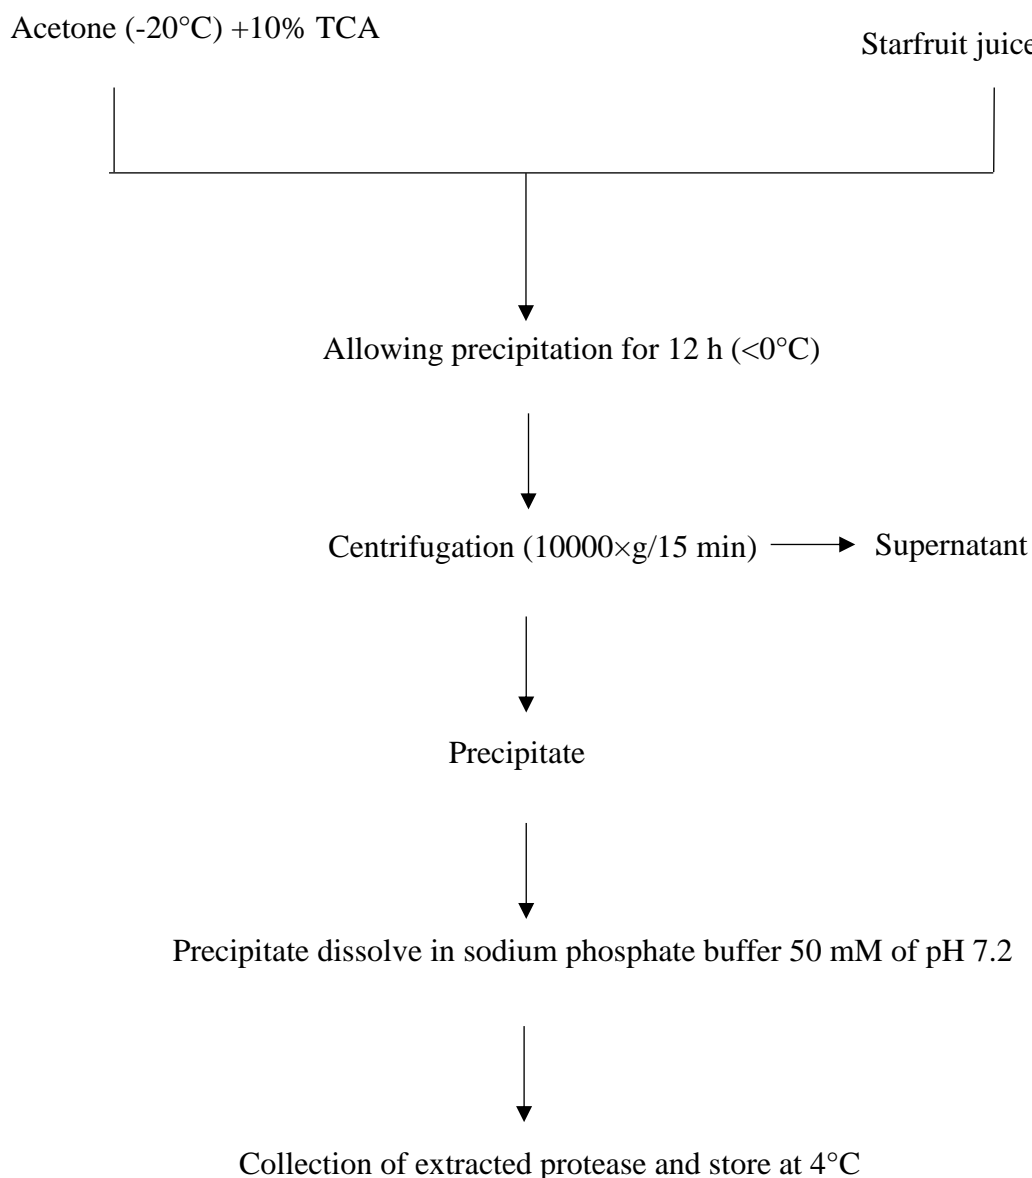 Acetone (-20°C) +10% TCA
Starfruit juice
Allowing precipitation for 12 h (<0°C)
Centrifugation (10000×g/15 min)
Supernatant
Precipitate
Precipitate dissolve in sodium phosphate buffer 50 mM of pH 7.2
Collection of extracted protease and store at 4°C